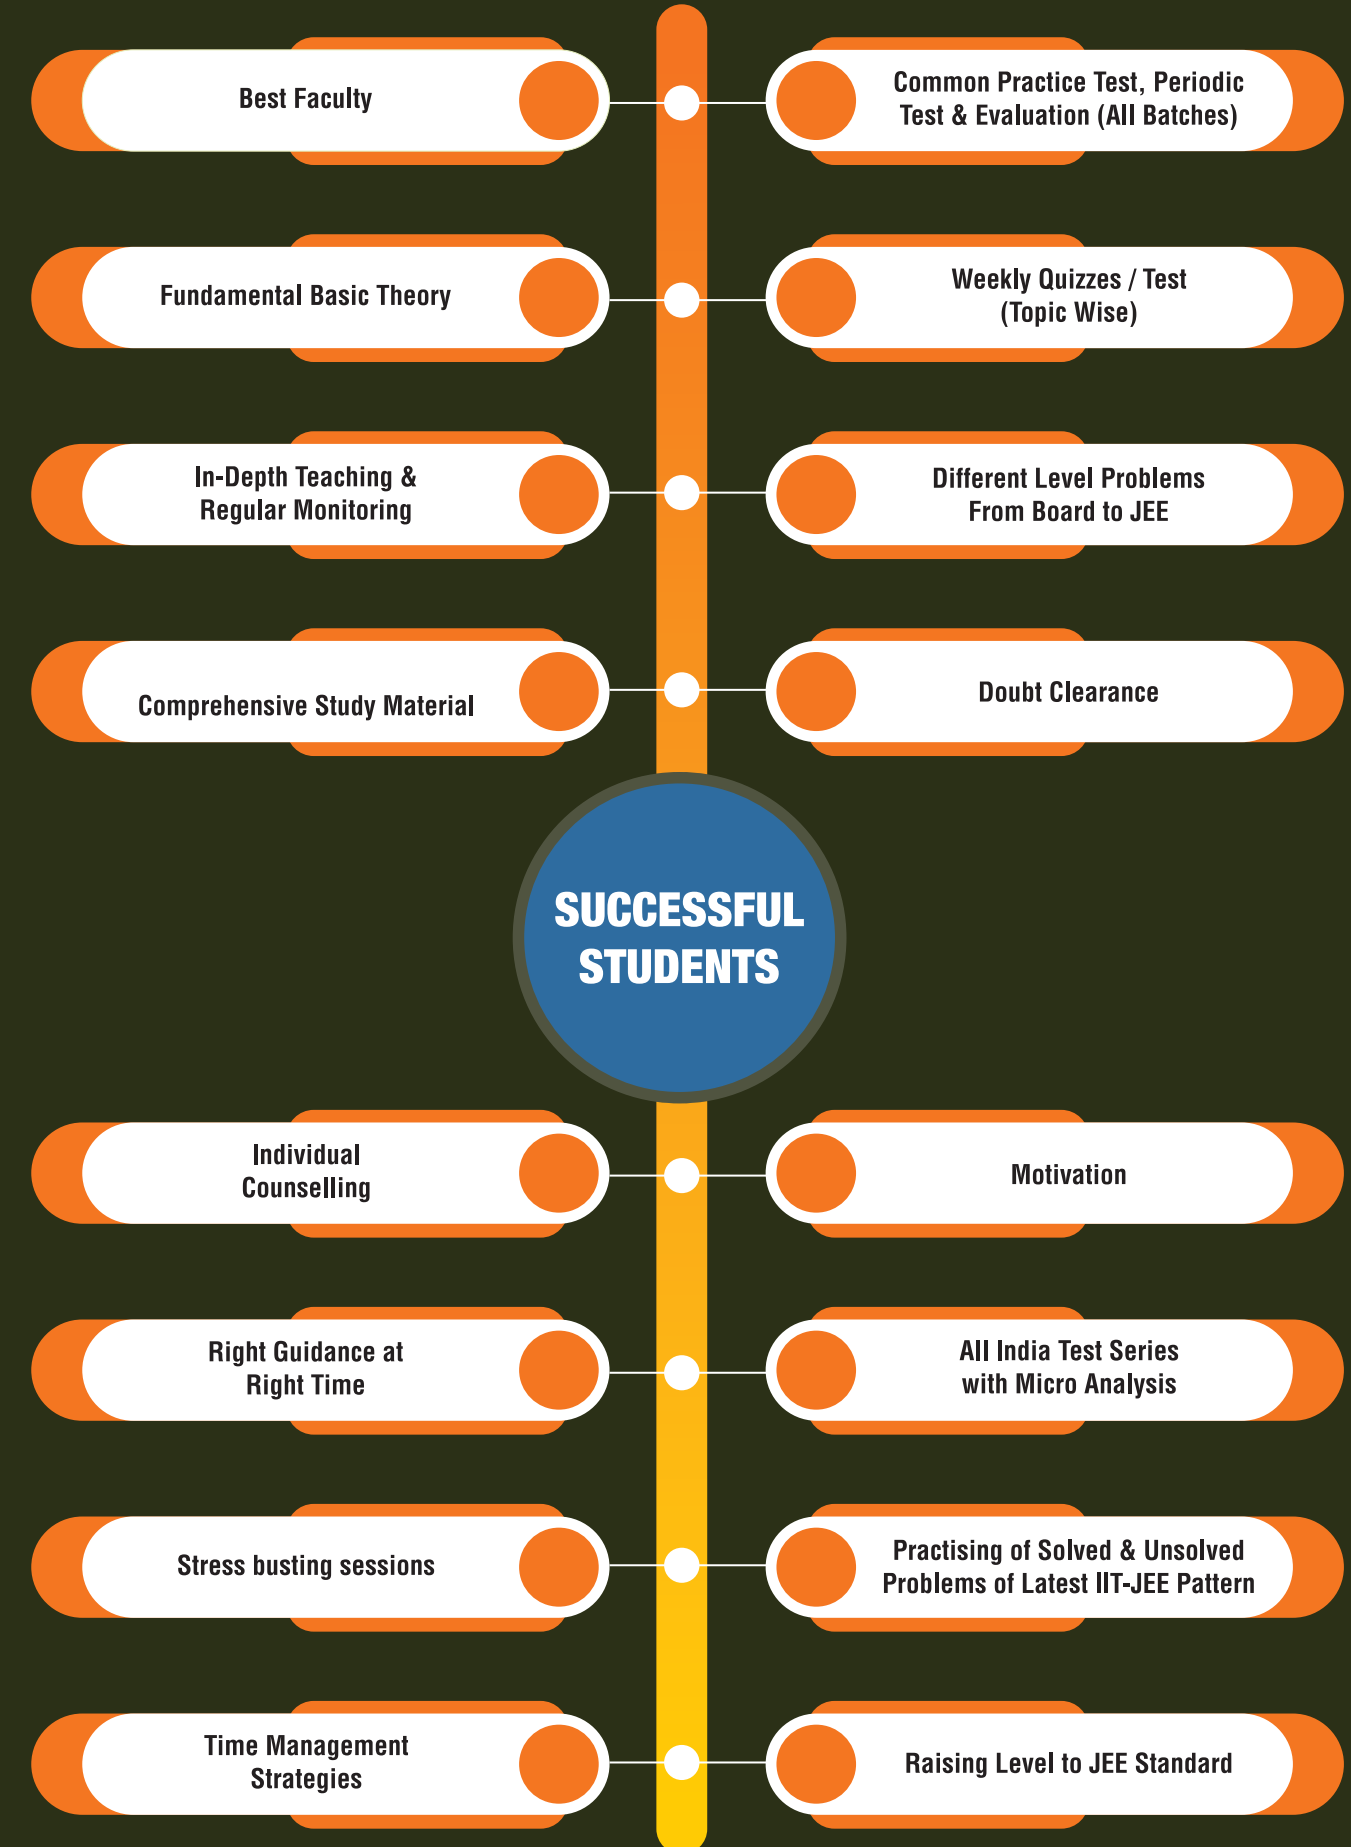 Best Faculty
Common Practice Test, Periodic
Test & Evaluation (All Batches)
Fundamental Basic Theory
Weekly Quizzes / Test
(Topic Wise)
In-Depth Teaching &
Regular Monitoring
Different Level Problems
From Board to JEE
Comprehensive Study Material
Doubt Clearance
SUCCESSFUL
STUDENTS
Individual
Counselling
Motivation
Right Guidance at
Right Time
All India Test Series
with Micro Analysis
Stress busting sessions
Practising of Solved & Unsolved
Problems of Latest IIT-JEE Pattern
Time Management
Strategies
Raising Level to JEE Standard